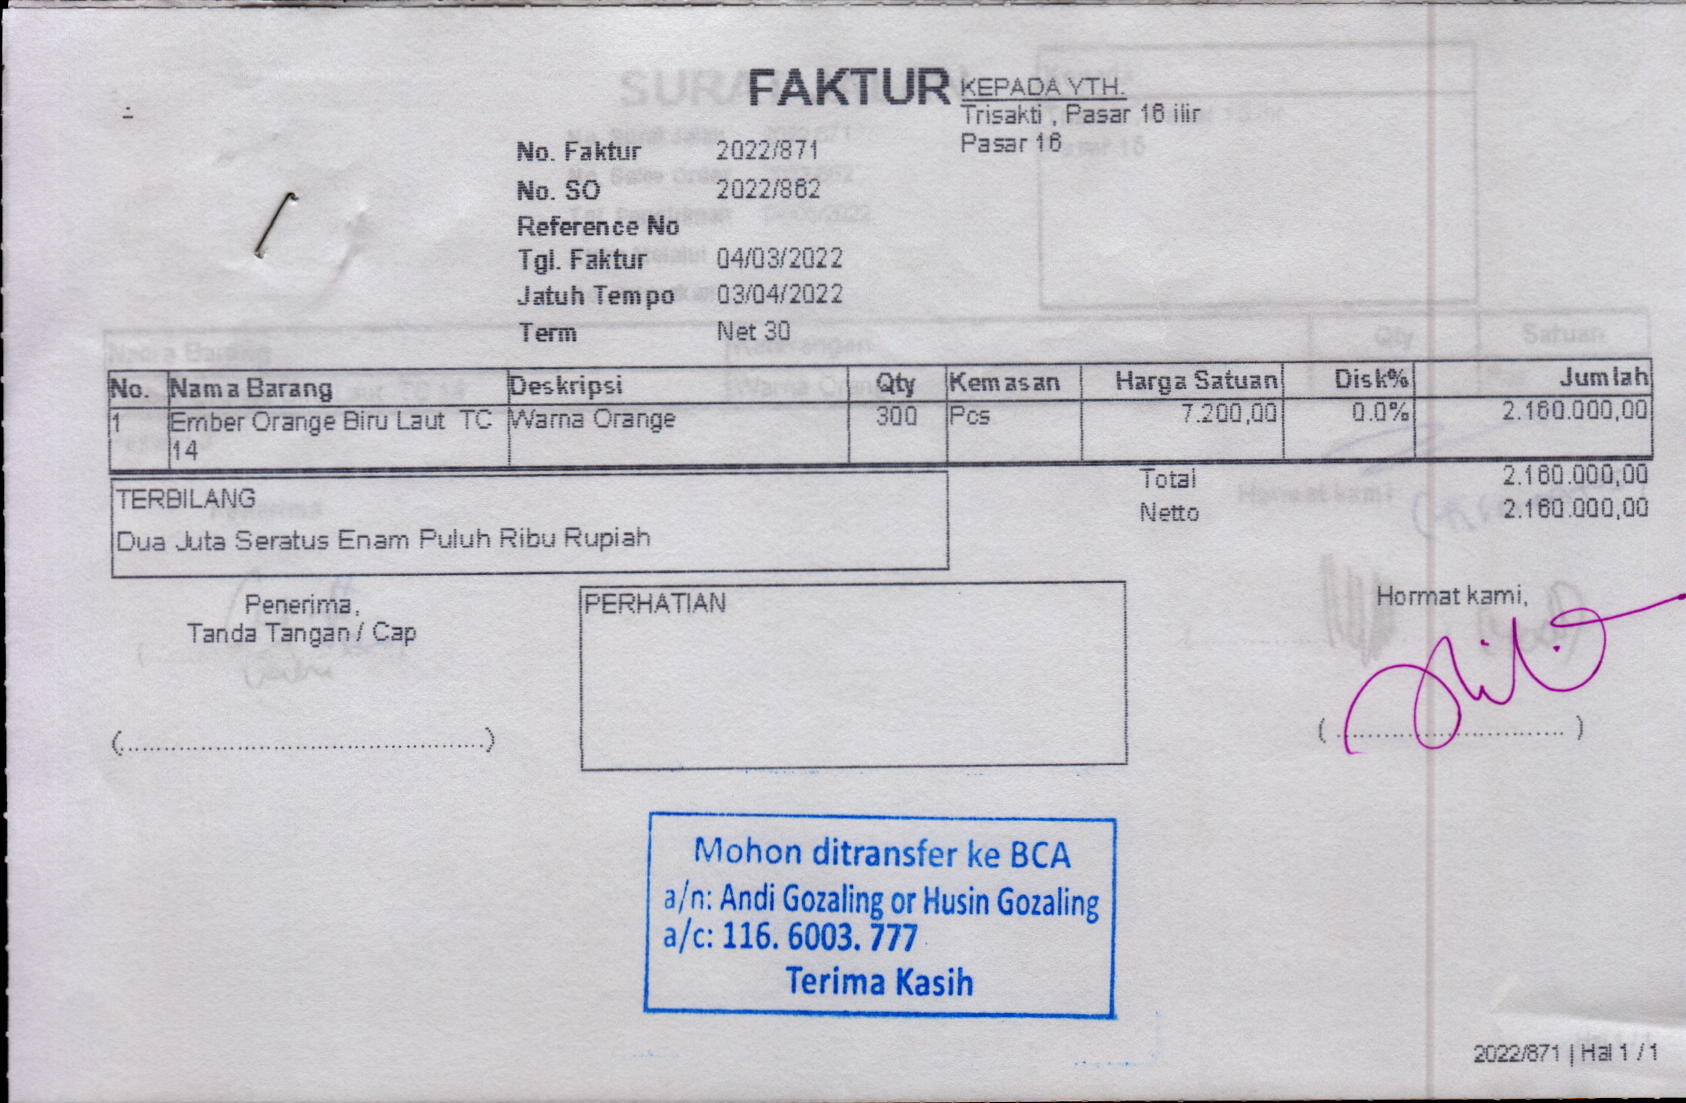 FAKTUR
KEPADA YTH.
Trisakti , Pasar 16 ilir
Pasar 16
No. Faktur 2022/871
No. SO 2022/862
Reference No
Tgl. Faktur 04/03/2022
Jatuh Tempo 03/04/2022
Term Net 30
No. Nama Barang Deskripsi Qty Kemasan Harga Satuan Disk% Jumlah
1 Ember Orange Biru Laut TC Warna Orange 300 Pcs 7.200,00 0.0% 2.160.000,00
14
Total 2.160.000,00
Netto 2.160.000,00
TERBILANG
Dua Juta Seratus Enam Puluh Ribu Rupiah
Penerima,
Tanda Tangan / Cap
(................................................)
PERHATIAN
Hormat kami,
( .............................. )
Mohon ditransfer ke BCA
a/n: Andi Gozaling or Husin Gozaling
a/c: 116. 6003. 777
Terima Kasih
2022/871 | Hal 1 / 1